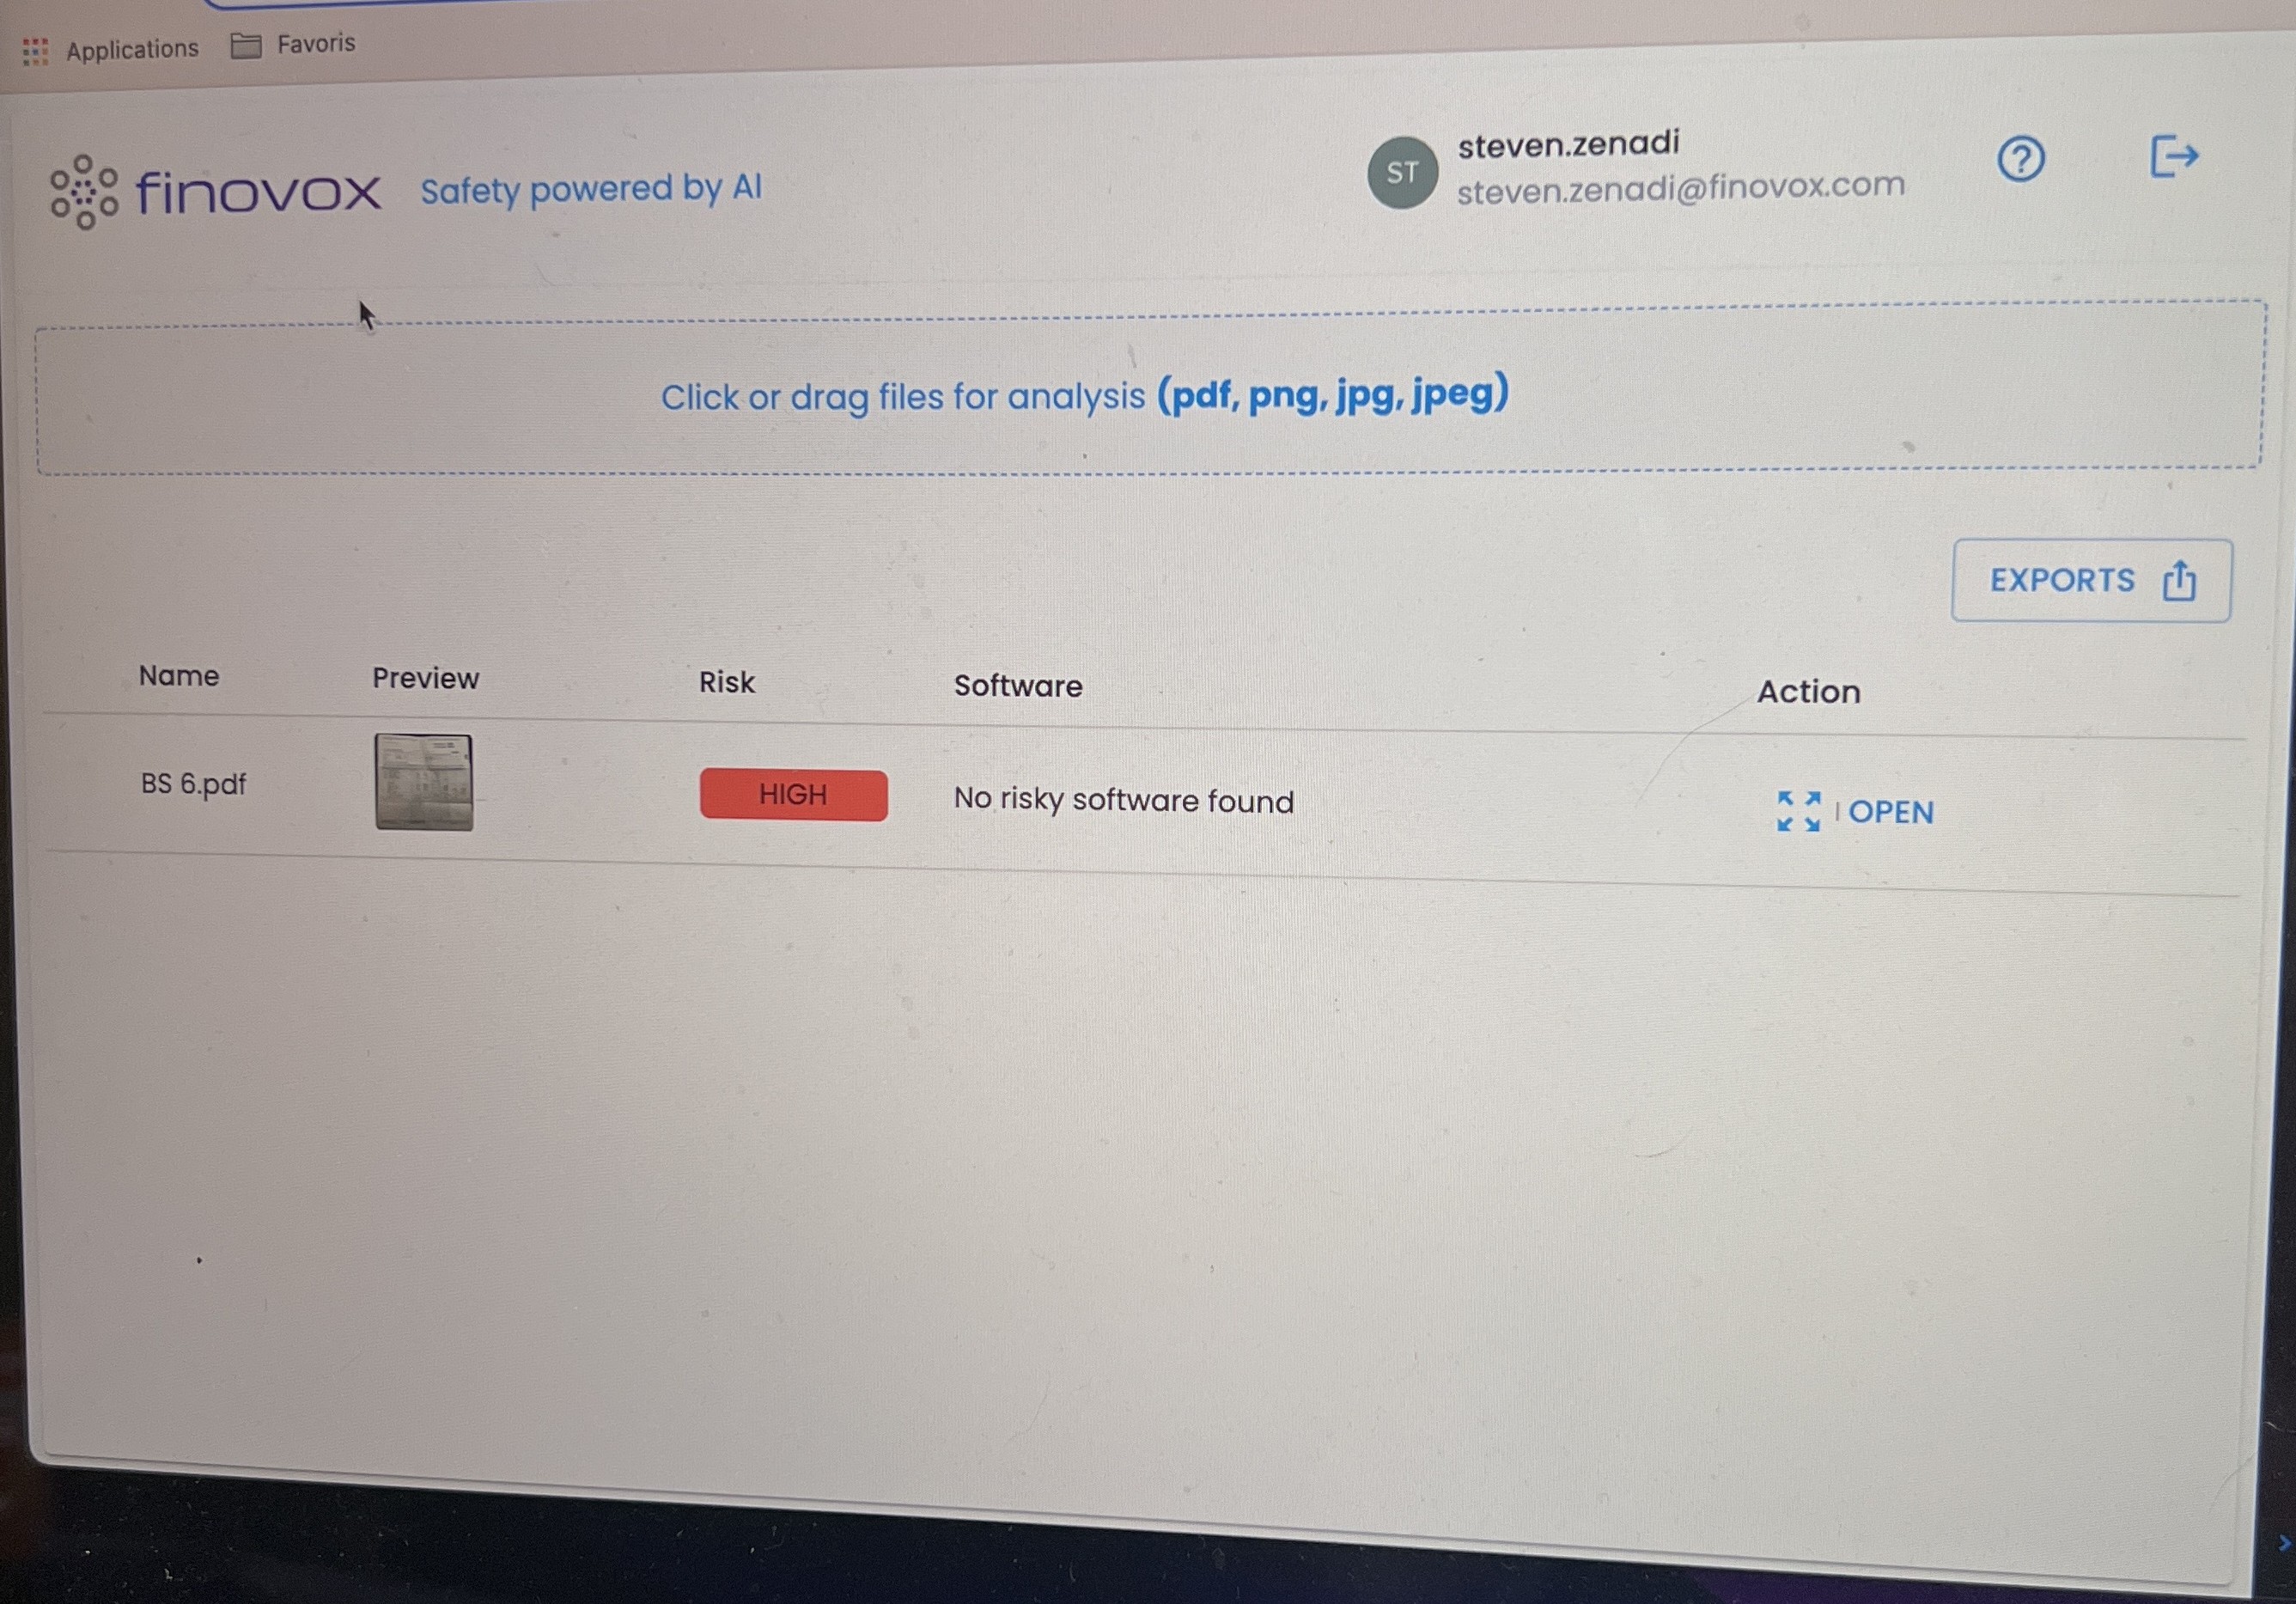 Applications Favoris
finovox Safety powered by AI
ST
steven.zenadi
steven.zenadi@finovox.com
?
Click or drag files for analysis (pdf, png, jpg, jpeg)
EXPORTS
Name Preview Risk Software Action
BS 6.pdf HIGH No risky software found | OPEN